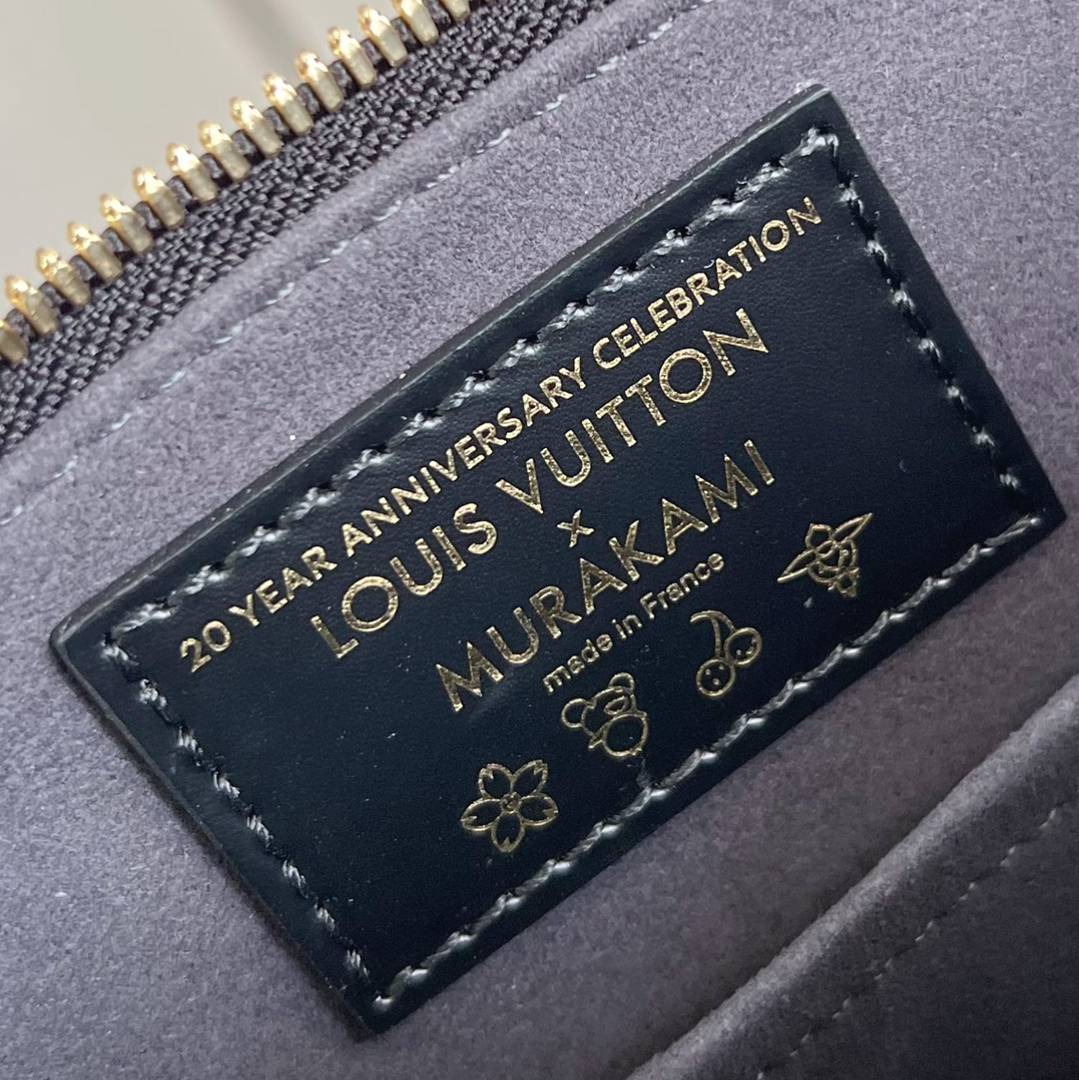 20 YEAR ANNIVERSARY CELEBRATION
LOUIS VUITTON
x
MURAKAMI
made in France